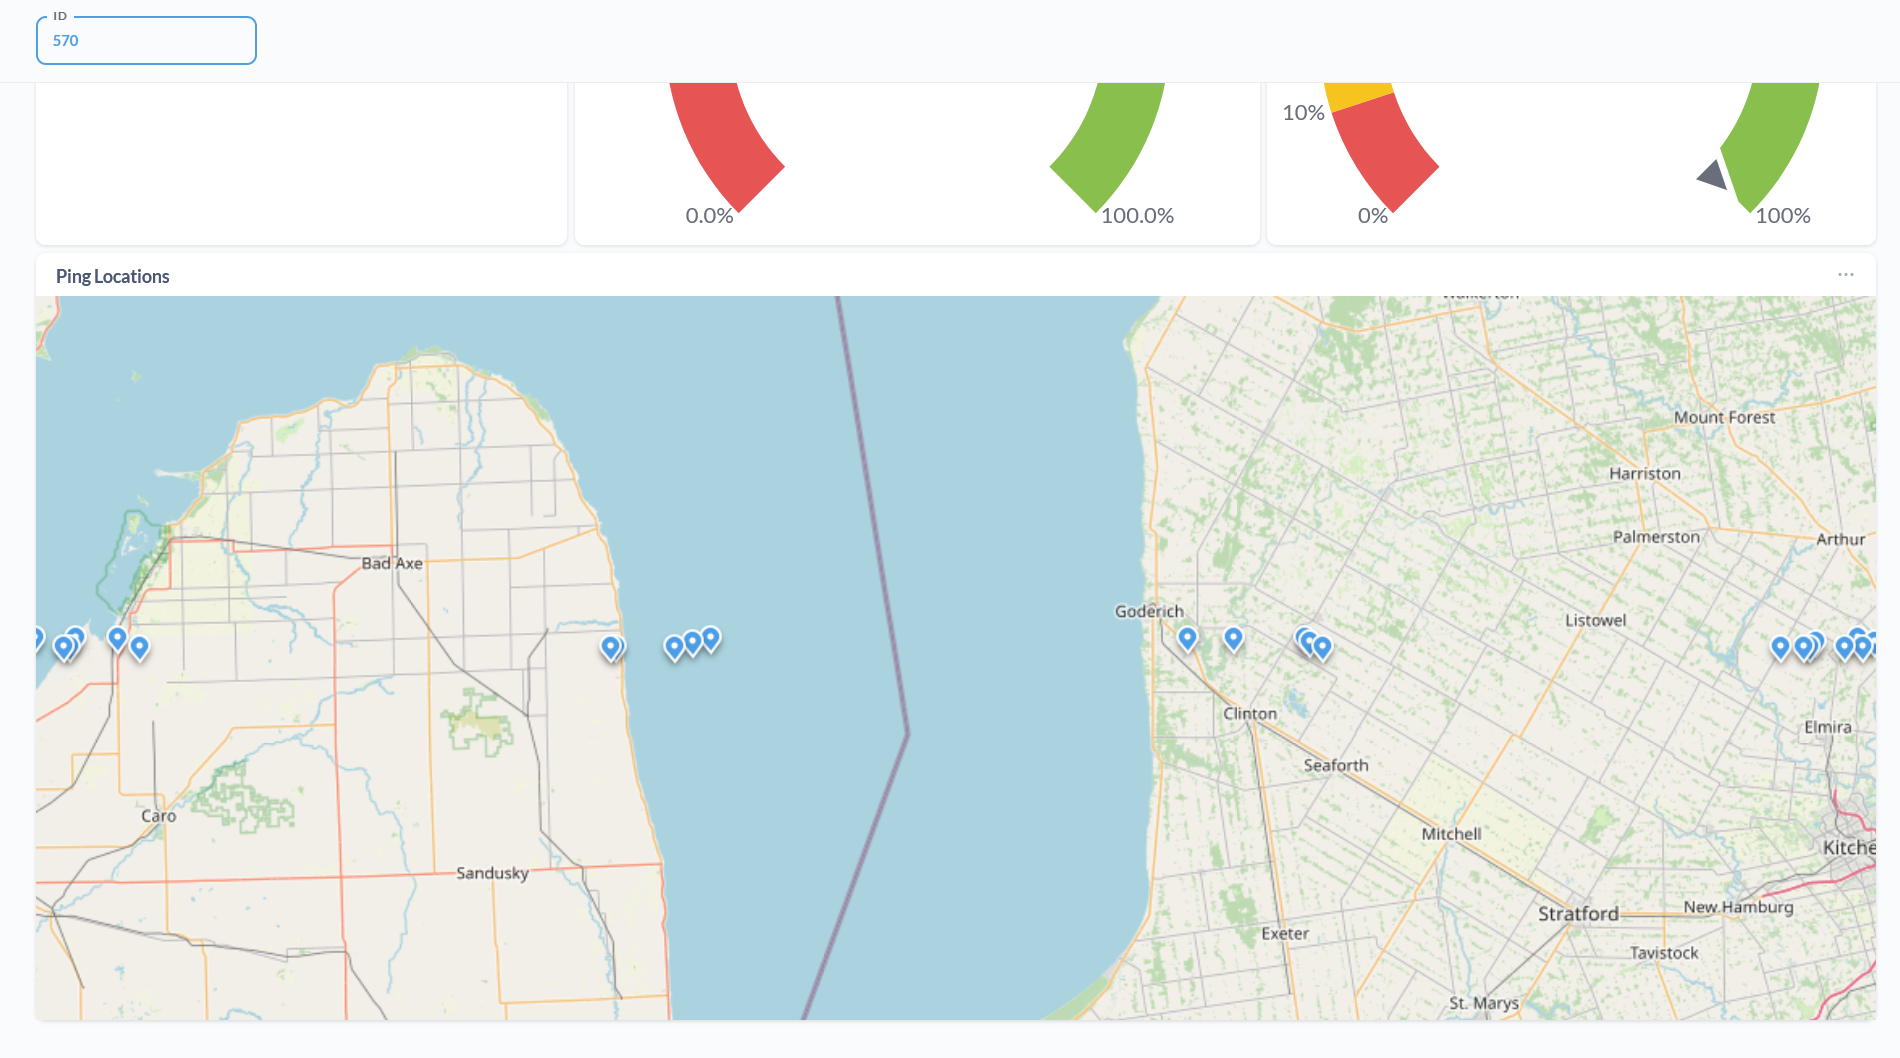 ID
570
10%
0.0%
100.0%
0%
100%
Ping Locations
Walkerton
Mount Forest
Harriston
Palmerston
Arthur
Bad Axe
Goderich
Listowel
Clinton
Elmira
Seaforth
Caro
Mitchell
Kitche
Sandusky
New Hamburg
Stratford
Exeter
Tavistock
St. Marys